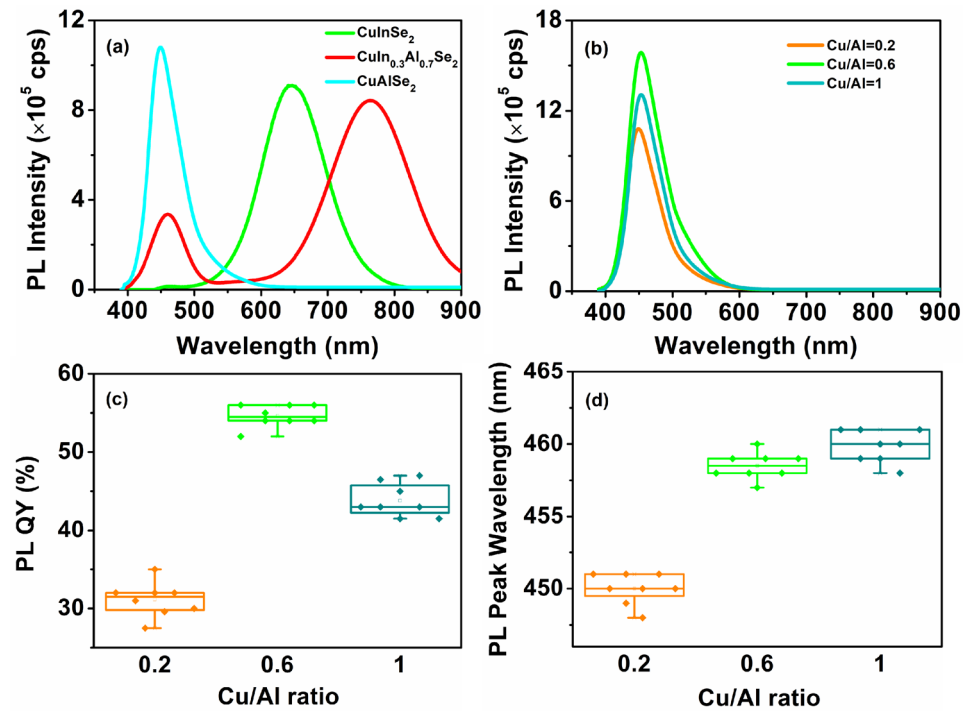 (a)
CuInSe2
CuIn0.3Al0.7Se2
CuAlSe2
12
8
4
0
PL Intensity (×10^5 cps)
400 500 600 700 800 900
Wavelength (nm)
(b)
Cu/Al=0.2
Cu/Al=0.6
Cu/Al=1
18
12
6
0
PL Intensity (×10^5 cps)
400 500 600 700 800 900
Wavelength (nm)
(c)
60
50
40
30
PL QY (%)
0.2 0.6 1
Cu/Al ratio
(d)
465
460
455
450
PL Peak Wavelength (nm)
0.2 0.6 1
Cu/Al ratio